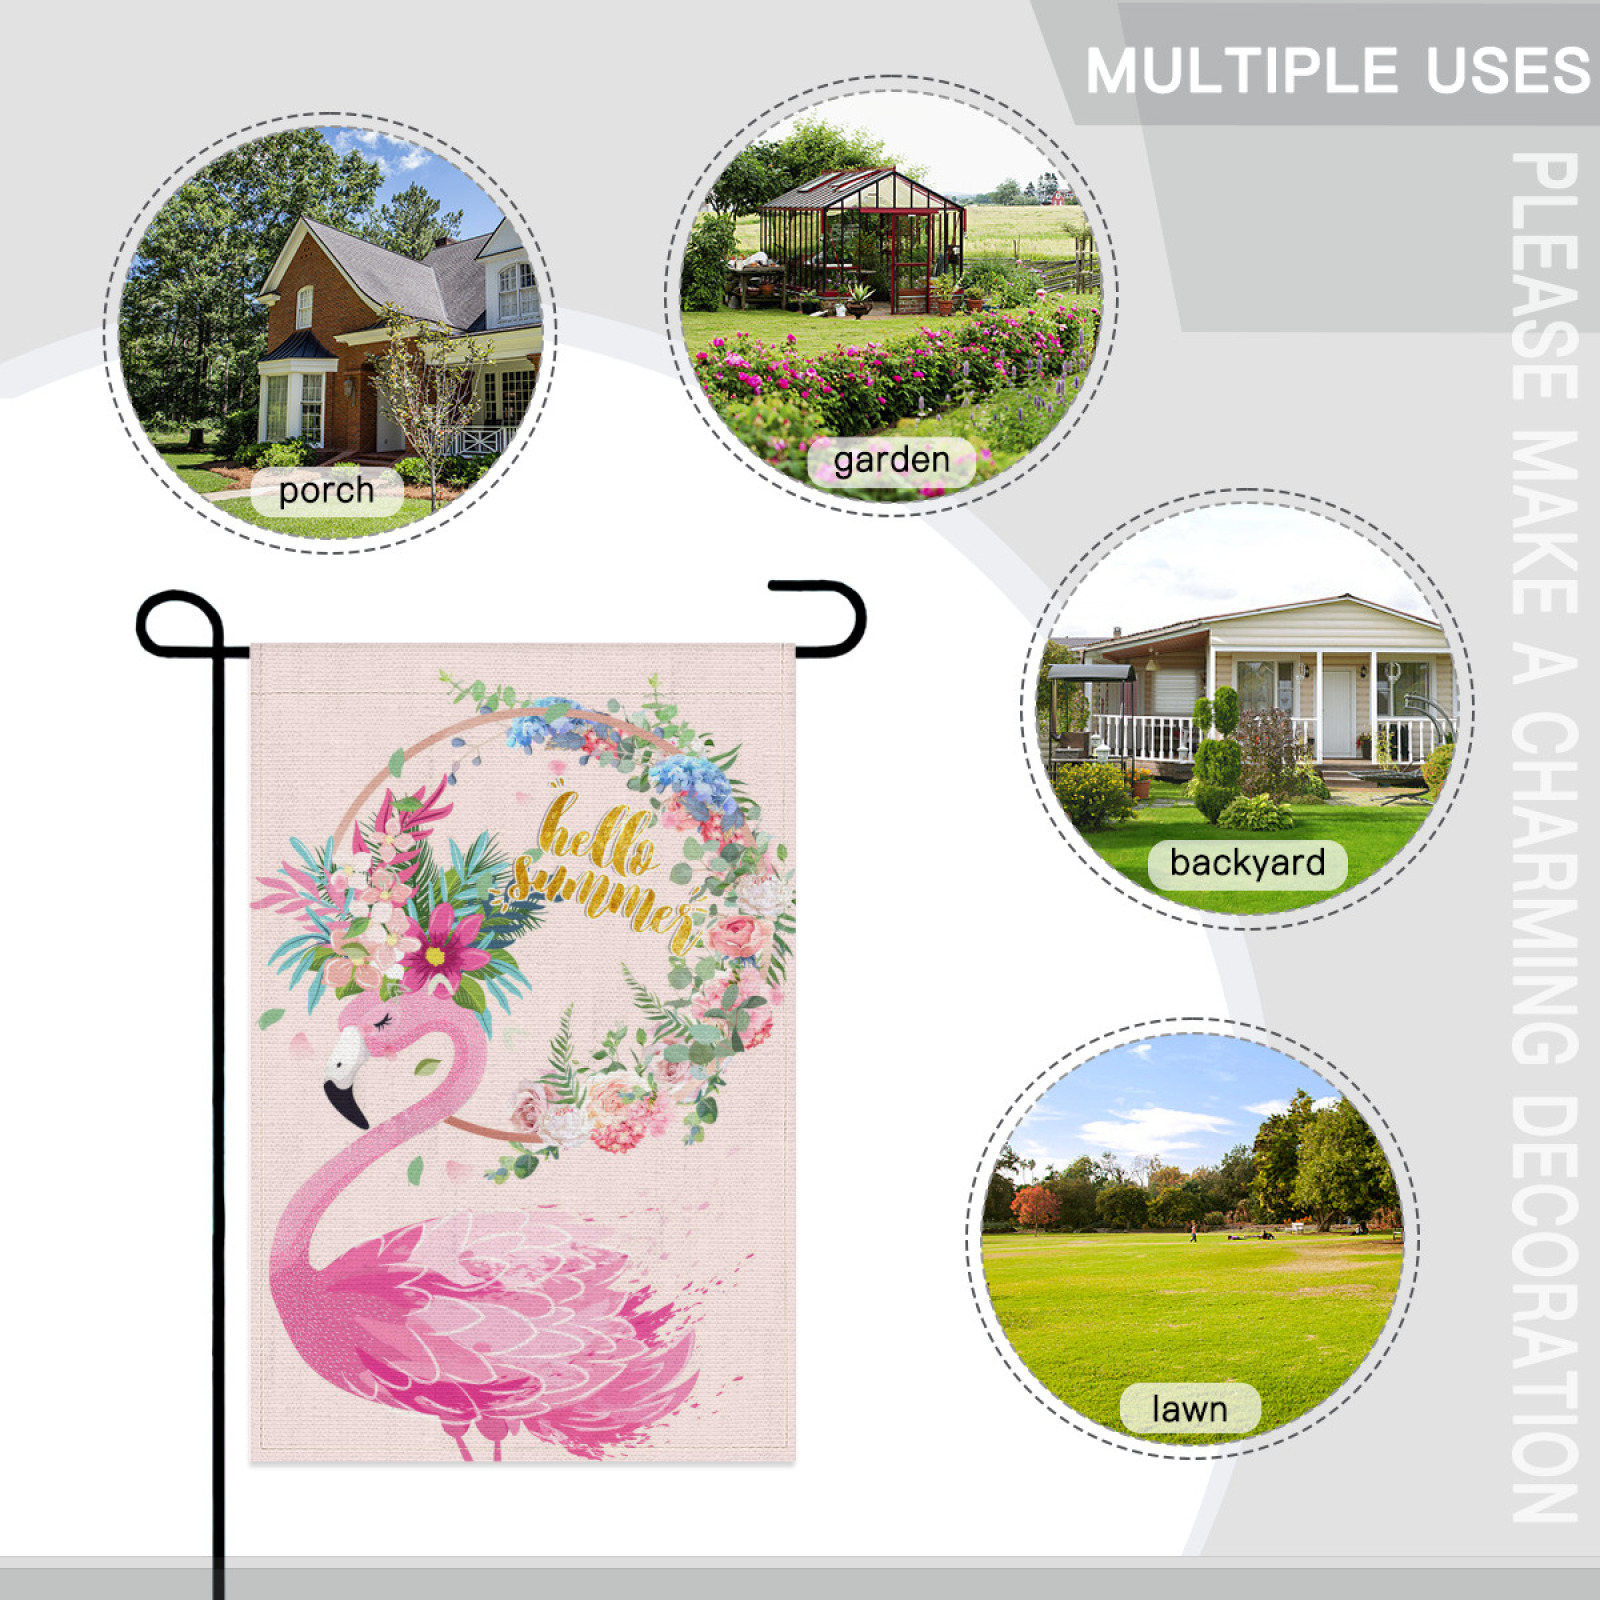 MULTIPLE USES
PLEASE MAKE A CHARMING DECORATION
porch
garden
backyard
lawn
hello
summer